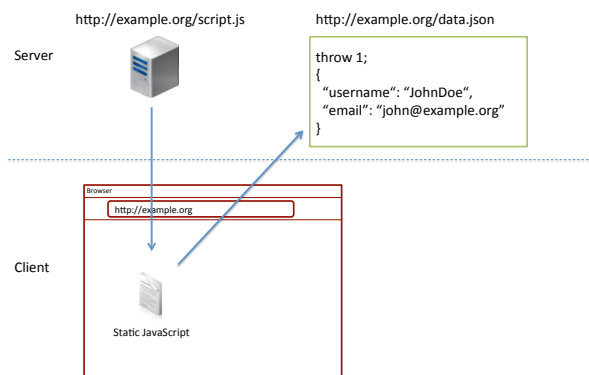 http://example.org/script.js
http://example.org/data.json
Server
throw 1;
{
“username“: “JohnDoe“,
“email”: “john@example.org”
}
Browser
http://example.org
Client
Static JavaScript